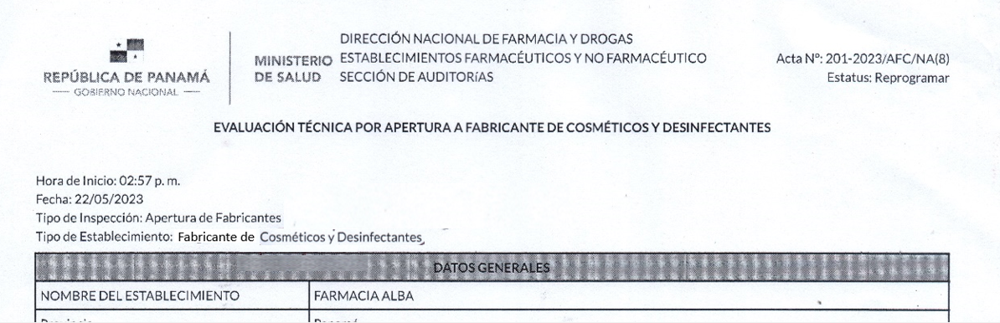 REPÚBLICA DE PANAMÁ
— GOBIERNO NACIONAL —
MINISTERIO
DE SALUD
DIRECCIÓN NACIONAL DE FARMACIA Y DROGAS
ESTABLECIMIENTOS FARMACÉUTICOS Y NO FARMACÉUTICO
SECCIÓN DE AUDITORíAS
Acta Nº: 201-2023/AFC/NA(8)
Estatus: Reprogramar
EVALUACIÓN TÉCNICA POR APERTURA A FABRICANTE DE COSMÉTICOS Y DESINFECTANTES
Hora de Inicio: 02:57 p. m.
Fecha: 22/05/2023
Tipo de Inspección: Apertura de Fabricantes
Tipo de Establecimiento: Fabricante de Cosméticos y Desinfectantes
DATOS GENERALES
NOMBRE DEL ESTABLECIMIENTO FARMACIA ALBA